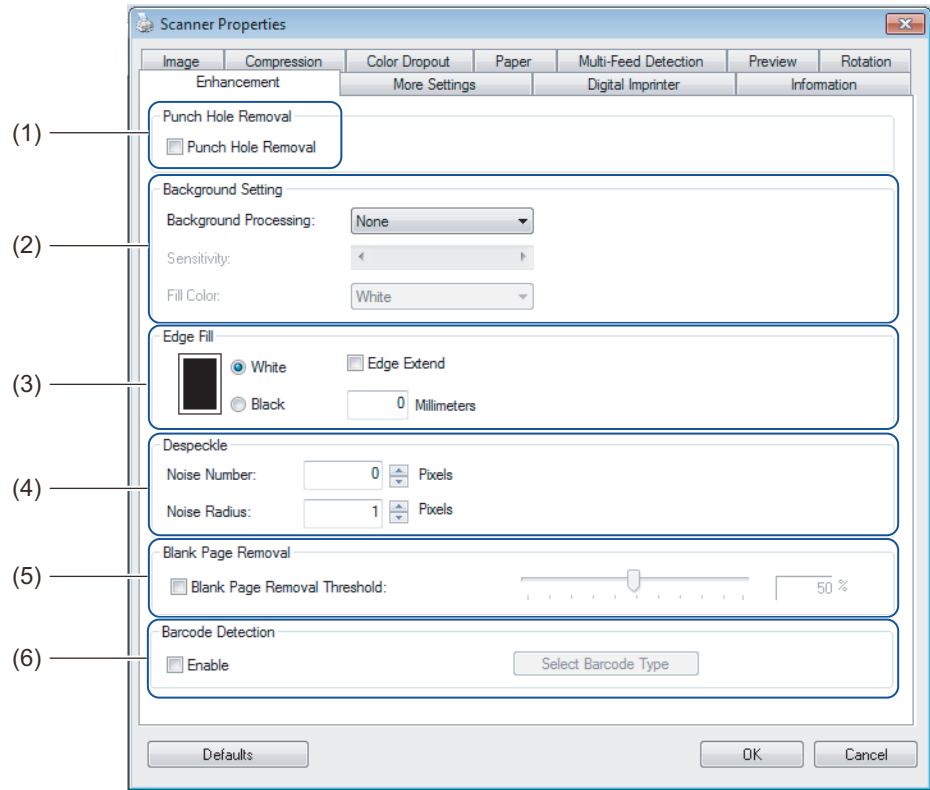 Scanner Properties
Image Compression Color Dropout Paper Multi-Feed Detection Preview Rotation
Enhancement More Settings Digital Imprinter Information
(1)
Punch Hole Removal
Punch Hole Removal
(2)
Background Setting
Background Processing: None
Sensitivity:
Fill Color: White
(3)
Edge Fill
White Edge Extend
Black 0 Millimeters
(4)
Despeckle
Noise Number: 0 Pixels
Noise Radius: 1 Pixels
(5)
Blank Page Removal
Blank Page Removal Threshold: 50 %
(6)
Barcode Detection
Enable Select Barcode Type
Defaults OK Cancel